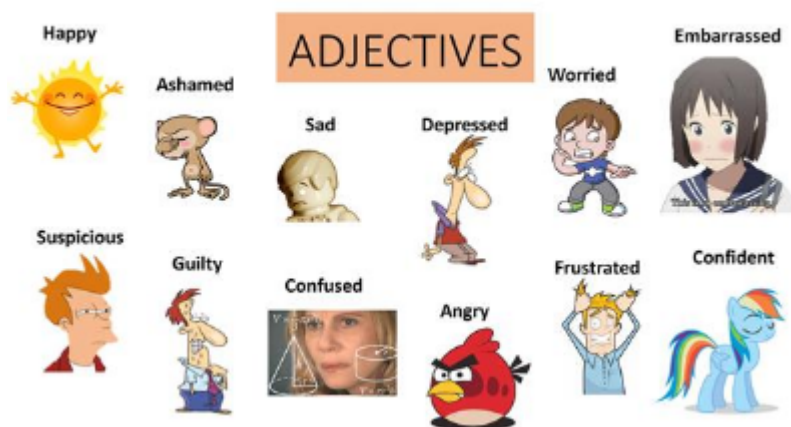 ADJECTIVES
Happy
Ashamed
Sad
Depressed
Worried
Embarrassed
Suspicious
Guilty
Confused
Angry
Frustrated
Confident